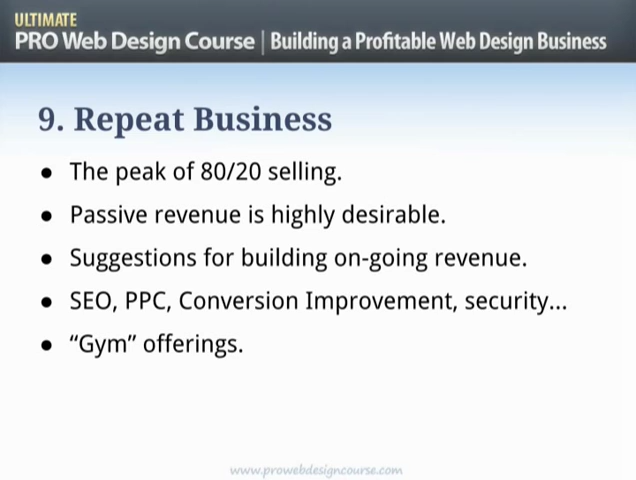 ULTIMATE
PRO Web Design Course | Building a Profitable Web Design Business
9. Repeat Business
● The peak of 80/20 selling.
● Passive revenue is highly desirable.
● Suggestions for building on-going revenue.
● SEO, PPC, Conversion Improvement, security...
● “Gym” offerings.
www.prowebdesigncourse.com